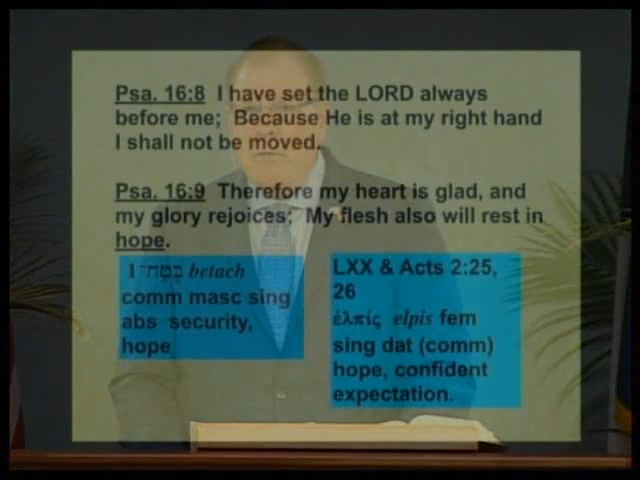 Psa. 16:8 I have set the LORD always
before me; Because He is at my right hand
I shall not be moved.
Psa. 16:9 Therefore my heart is glad, and
my glory rejoices; My flesh also will rest in
hope.
1־בֶּטַח betach
comm masc sing
abs security,
hope
LXX & Acts 2:25,
26
ἐλπίς elpis fem
sing dat (comm)
hope, confident
expectation.